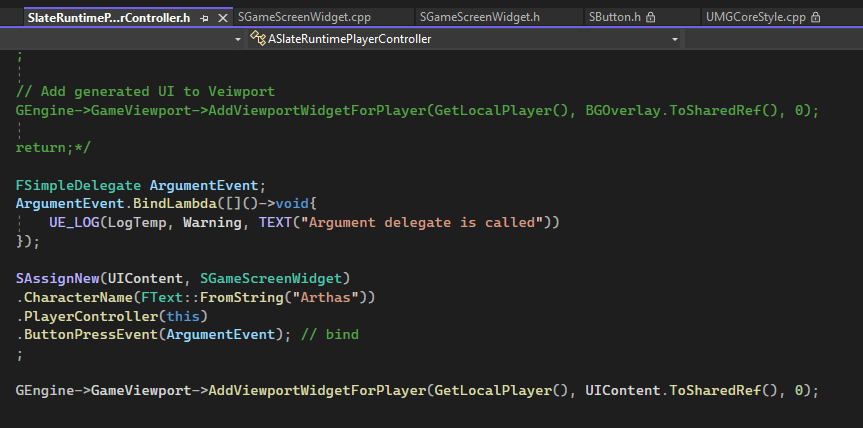 SlateRuntimeP...rController.h
SGameScreenWidget.cpp
SGameScreenWidget.h
SButton.h
UMGCoreStyle.cpp
ASlateRuntimePlayerController
;
// Add generated UI to Veiwport
GEngine->GameViewport->AddViewportWidgetForPlayer(GetLocalPlayer(), BGOverlay.ToSharedRef(), 0);
return;*/
FSimpleDelegate ArgumentEvent;
ArgumentEvent.BindLambda([]()->void{
UE_LOG(LogTemp, Warning, TEXT("Argument delegate is called"))
});
SAssignNew(UIContent, SGameScreenWidget)
.CharacterName(FText::FromString("Arthas"))
.PlayerController(this)
.ButtonPressEvent(ArgumentEvent); // bind
;
GEngine->GameViewport->AddViewportWidgetForPlayer(GetLocalPlayer(), UIContent.ToSharedRef(), 0);